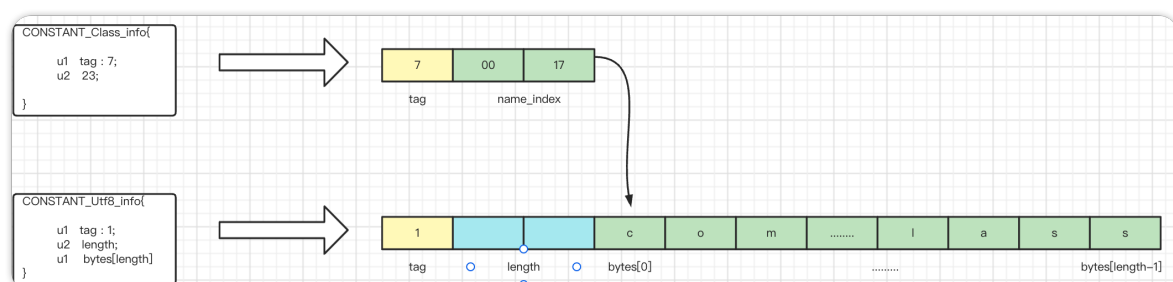 CONSTANT_Class_info{
u1 tag : 7;
u2 23;
}
7 00 17
tag name_index
CONSTANT_Utf8_info{
u1 tag : 1;
u2 length;
u1 bytes[length]
}
1 c o m ........ l a s s
tag length bytes[0] ......... bytes[length-1]